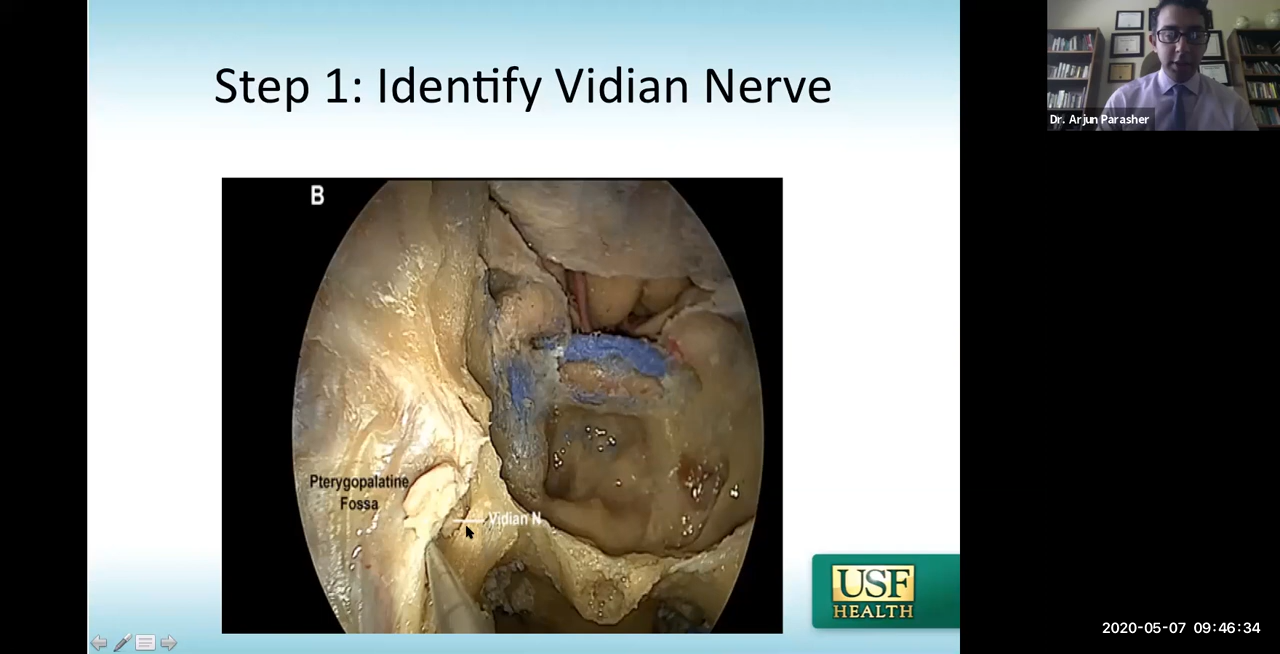 Step 1: Identify Vidian Nerve
B
Pterygopalatine
Fossa
Vidian N
USF
HEALTH
Dr. Arjun Parasher
2020-05-07 09:46:34